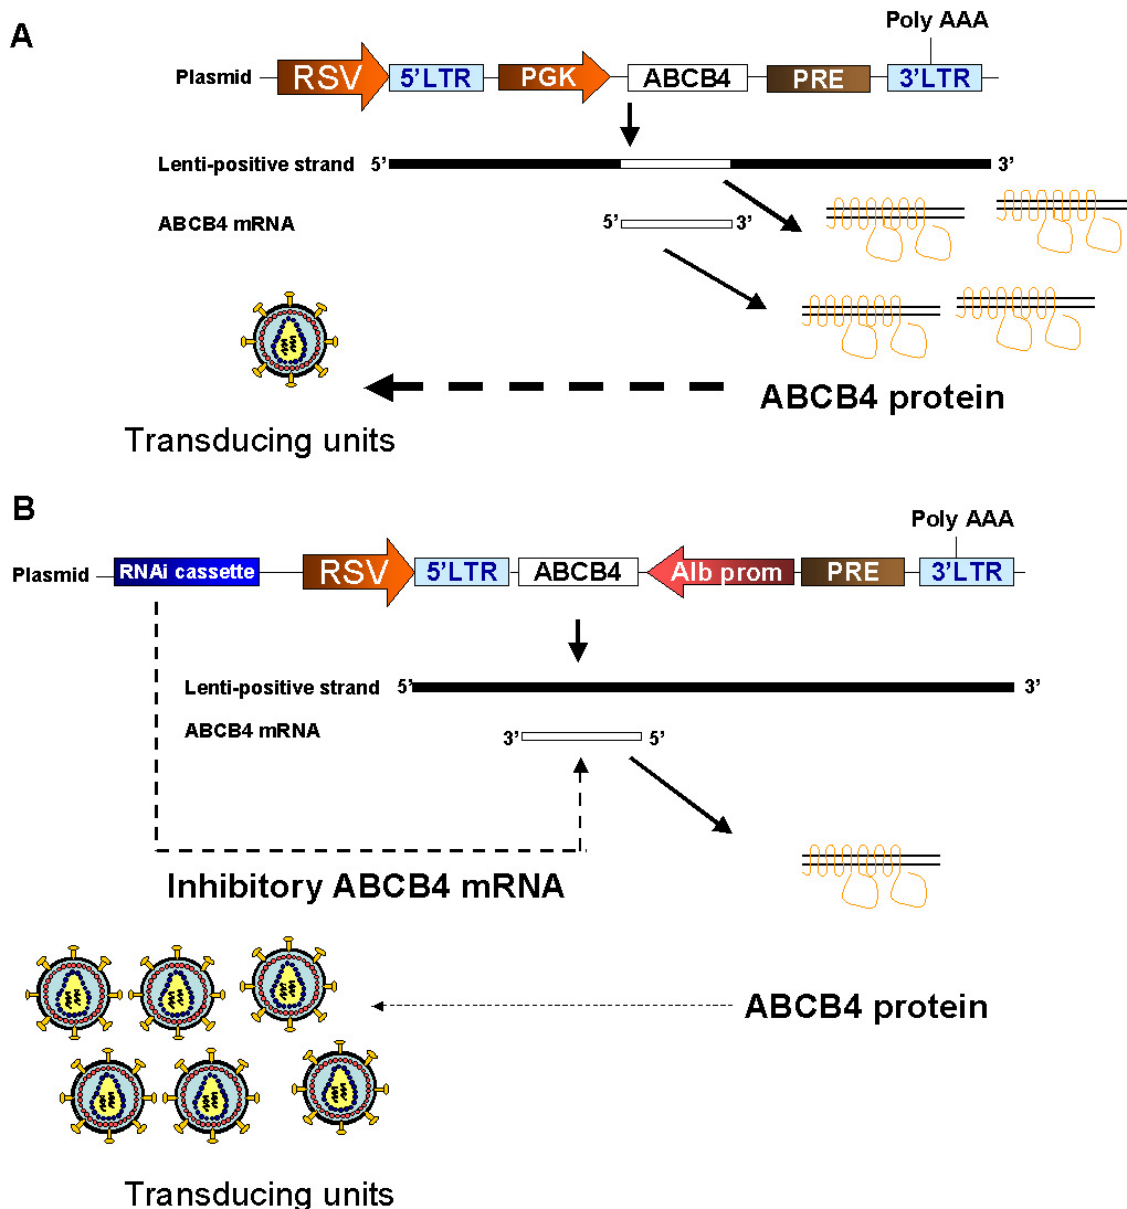 A
Poly AAA
Plasmid RSV 5'LTR PGK ABCB4 PRE 3'LTR
Lenti-positive strand 5' 3'
ABCB4 mRNA 5' 3'
ABCB4 protein
Transducing units
B
Poly AAA
Plasmid RNAi cassette RSV 5'LTR ABCB4 Alb prom PRE 3'LTR
Lenti-positive strand 5' 3'
ABCB4 mRNA 3' 5'
Inhibitory ABCB4 mRNA
ABCB4 protein
Transducing units